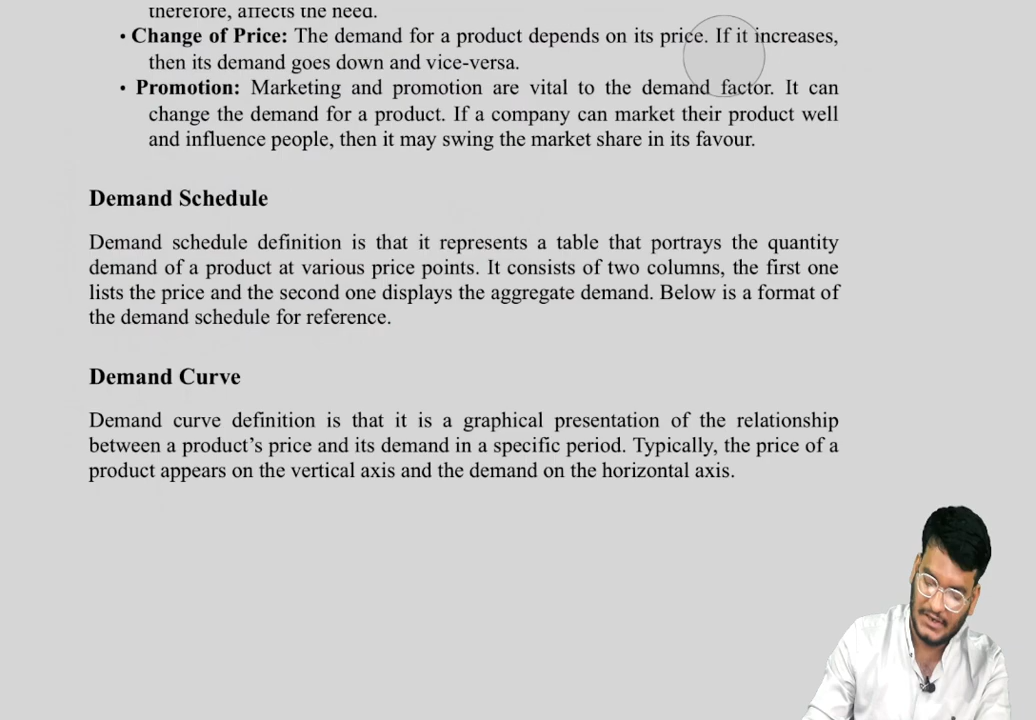 therefore, affects the need.
• Change of Price: The demand for a product depends on its price. If it increases,
then its demand goes down and vice-versa.
• Promotion: Marketing and promotion are vital to the demand factor. It can
change the demand for a product. If a company can market their product well
and influence people, then it may swing the market share in its favour.
Demand Schedule
Demand schedule definition is that it represents a table that portrays the quantity
demand of a product at various price points. It consists of two columns, the first one
lists the price and the second one displays the aggregate demand. Below is a format of
the demand schedule for reference.
Demand Curve
Demand curve definition is that it is a graphical presentation of the relationship
between a product's price and its demand in a specific period. Typically, the price of a
product appears on the vertical axis and the demand on the horizontal axis.